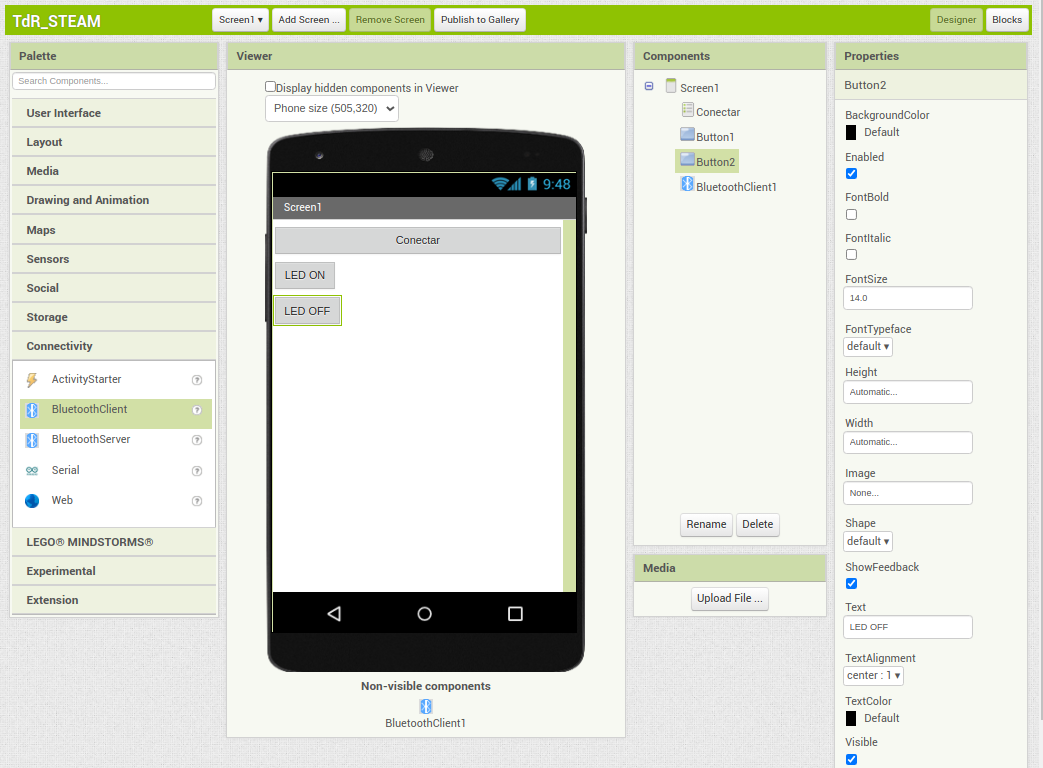 TdR_STEAM
Screen1 ▾
Add Screen ...
Remove Screen
Publish to Gallery
Designer
Blocks
Palette
Search Components...
User Interface
Layout
Media
Drawing and Animation
Maps
Sensors
Social
Storage
Connectivity
ActivityStarter
?
BluetoothClient
?
BluetoothServer
?
Serial
?
Web
?
LEGO® MINDSTORMS®
Experimental
Extension
Viewer
Display hidden components in Viewer
Phone size (505,320)
9:48
Screen1
Conectar
LED ON
LED OFF
Non-visible components
BluetoothClient1
Components
Screen1
Conectar
Button1
Button2
BluetoothClient1
Rename
Delete
Media
Upload File ...
Properties
Button2
BackgroundColor
Default
Enabled
FontBold
FontItalic
FontSize
14.0
FontTypeface
default ▾
Height
Automatic...
Width
Automatic...
Image
None...
Shape
default ▾
ShowFeedback
Text
LED OFF
TextAlignment
center : 1 ▾
TextColor
Default
Visible